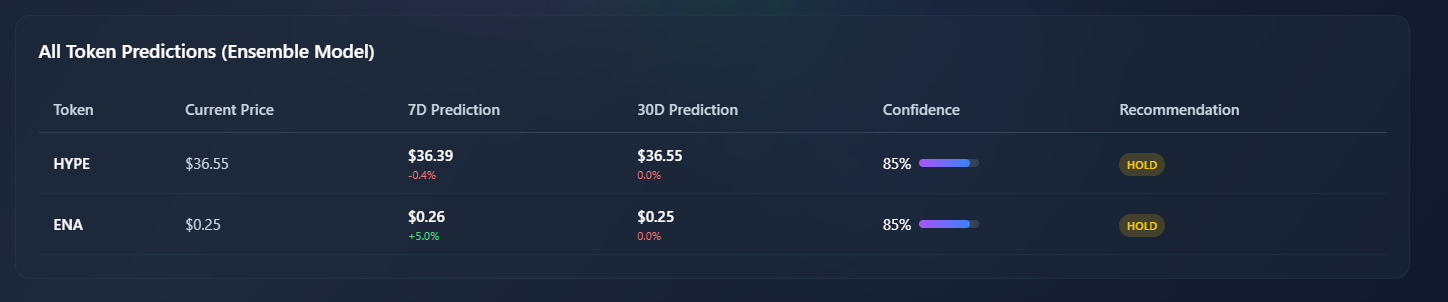 All Token Predictions (Ensemble Model)
Token Current Price 7D Prediction 30D Prediction Confidence Recommendation
HYPE $36.55 $36.39 $36.55 85% HOLD
-0.4% 0.0%
ENA $0.25 $0.26 $0.25 85% HOLD
+5.0% 0.0%